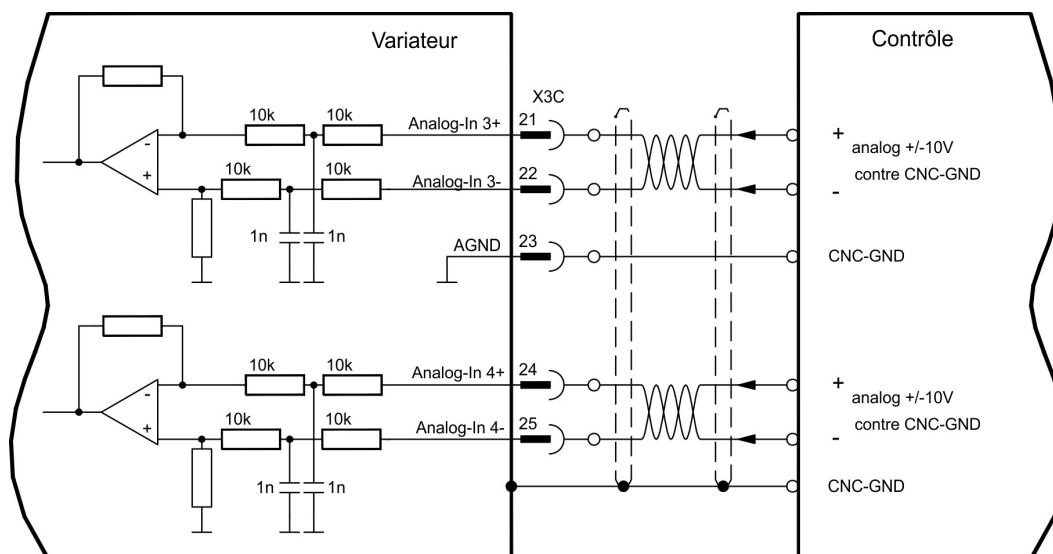 Variateur
Contrôle
X3C
10k
10k
Analog-In 3+
21
+
analog +/-10V
contre CNC-GND
-
+
10k
10k
Analog-In 3-
22
-
1n
1n
AGND
23
CNC-GND
10k
10k
Analog-In 4+
24
+
analog +/-10V
contre CNC-GND
-
+
10k
10k
Analog-In 4-
25
-
1n
1n
CNC-GND